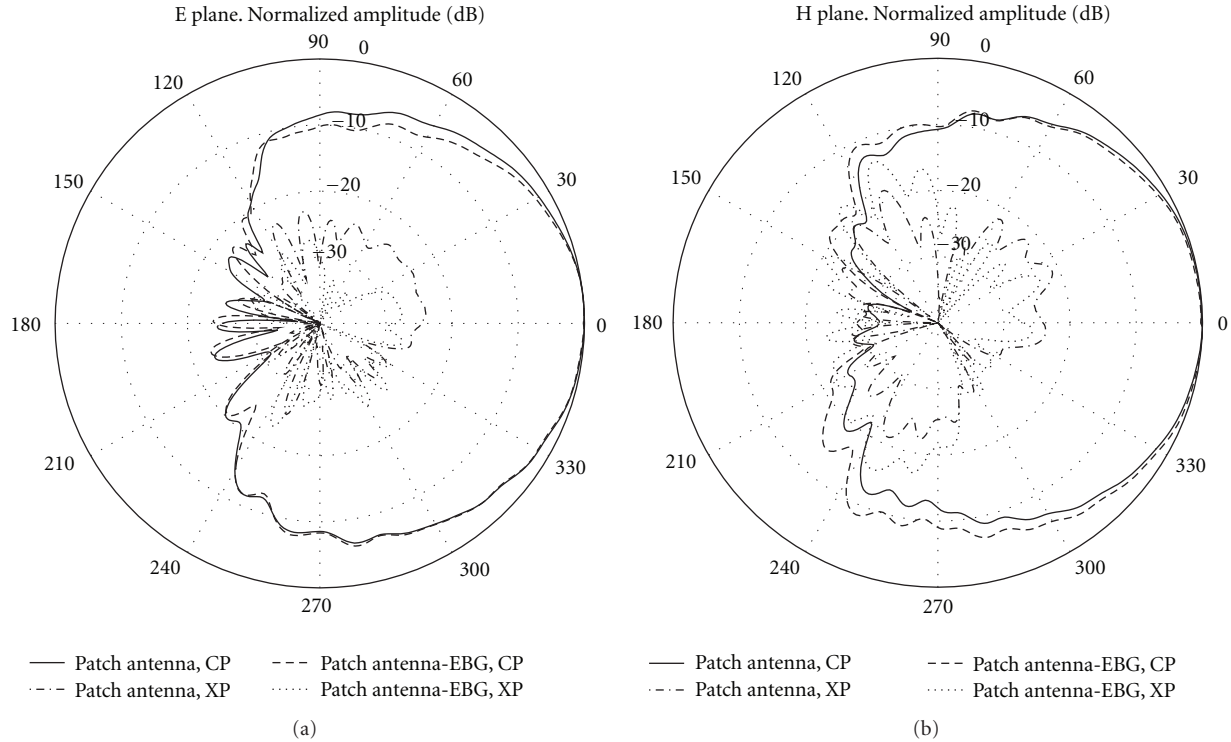 E plane. Normalized amplitude (dB)
90
0
120
60
−10
150
30
−20
−30
180
0
210
330
240
300
270
Patch antenna, CP
Patch antenna-EBG, CP
Patch antenna, XP
Patch antenna-EBG, XP
(a)
H plane. Normalized amplitude (dB)
90
0
120
60
−10
150
30
−20
−30
180
0
210
330
240
300
270
Patch antenna, CP
Patch antenna-EBG, CP
Patch antenna, XP
Patch antenna-EBG, XP
(b)